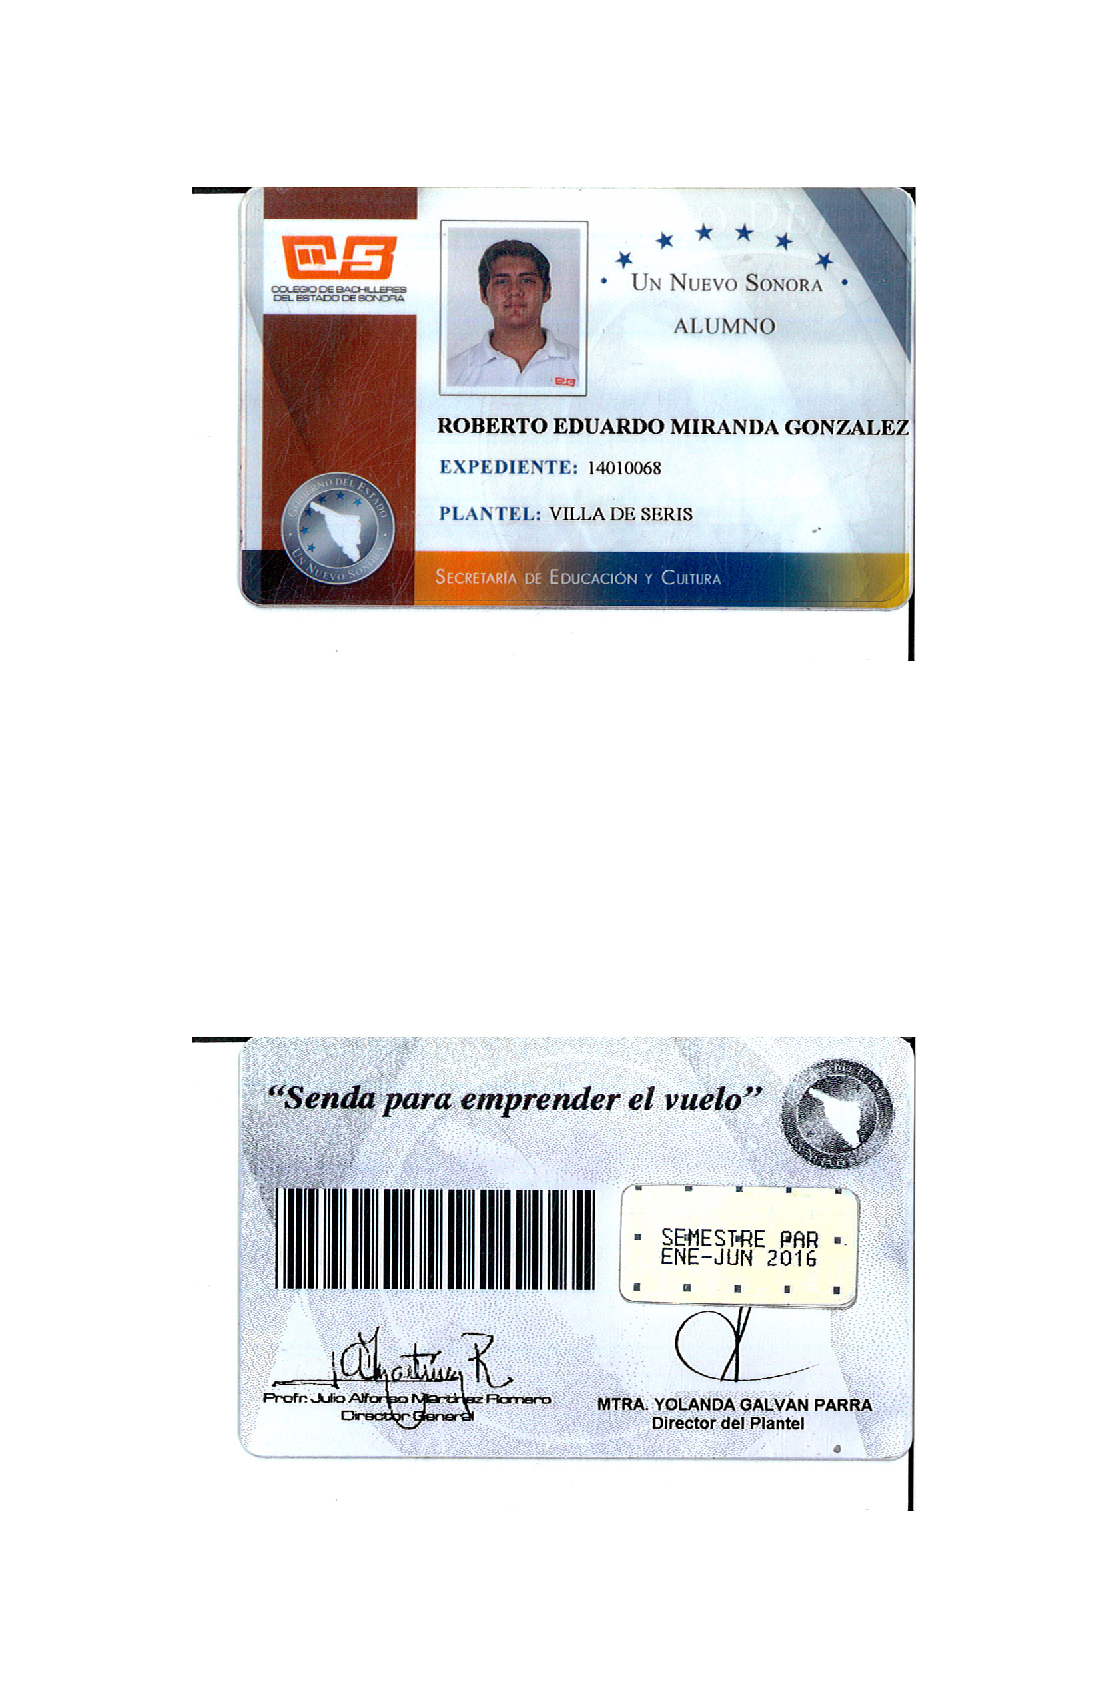 COLEGIO DE BACHILLERES
DEL ESTADO DE SONORA
UN NUEVO SONORA
ALUMNO
ROBERTO EDUARDO MIRANDA GONZALEZ
EXPEDIENTE: 14010068
PLANTEL: VILLA DE SERIS
GOBIERNO DEL ESTADO
UN NUEVO SONORA
SECRETARÍA DE EDUCACIÓN Y CULTURA
“Senda para emprender el vuelo”
SEMESTRE PAR
ENE-JUN 2016
Profr. Julio Alfonso Martínez Romero
Director General
MTRA. YOLANDA GALVAN PARRA
Director del Plantel